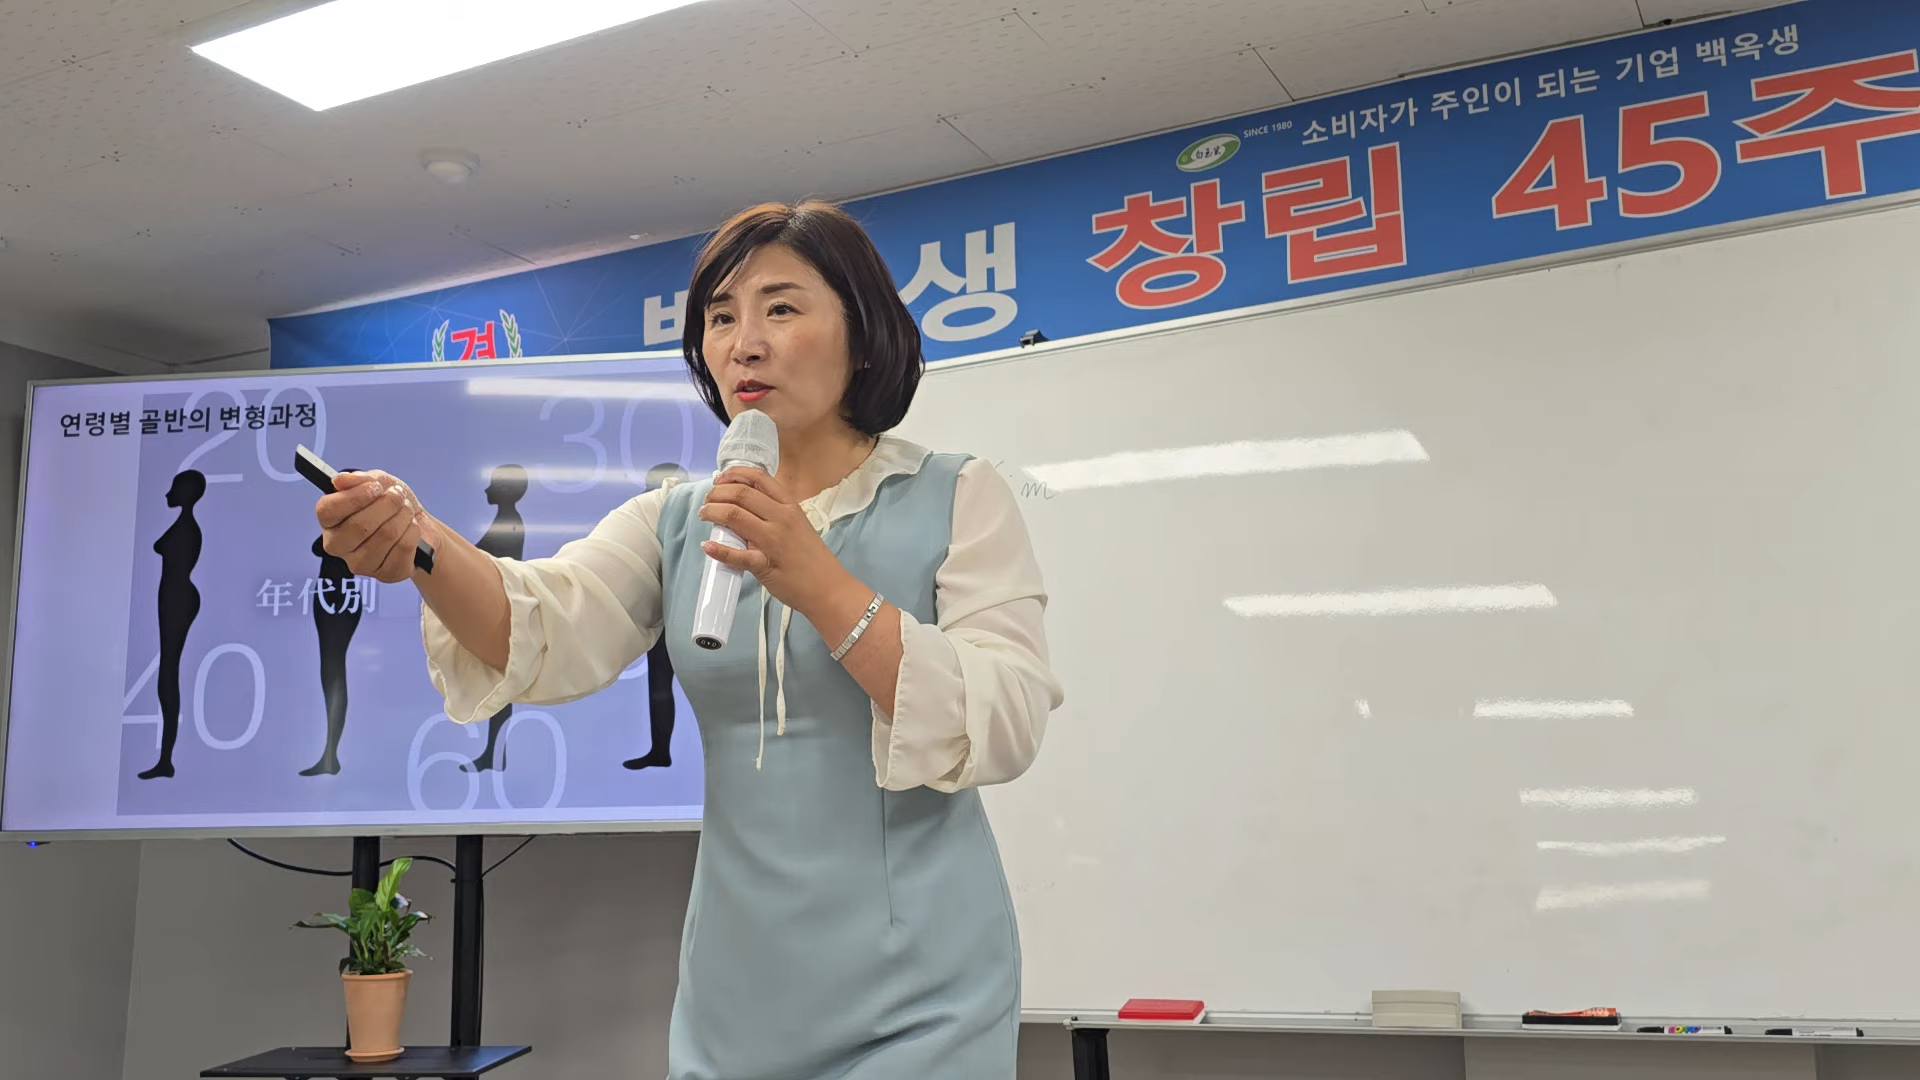 소비자가 주인이 되는 기업 백옥생
SINCE 1980
경
생 창립 45주
연령별 골반의 변형과정
20
30
年代別
40
60
m